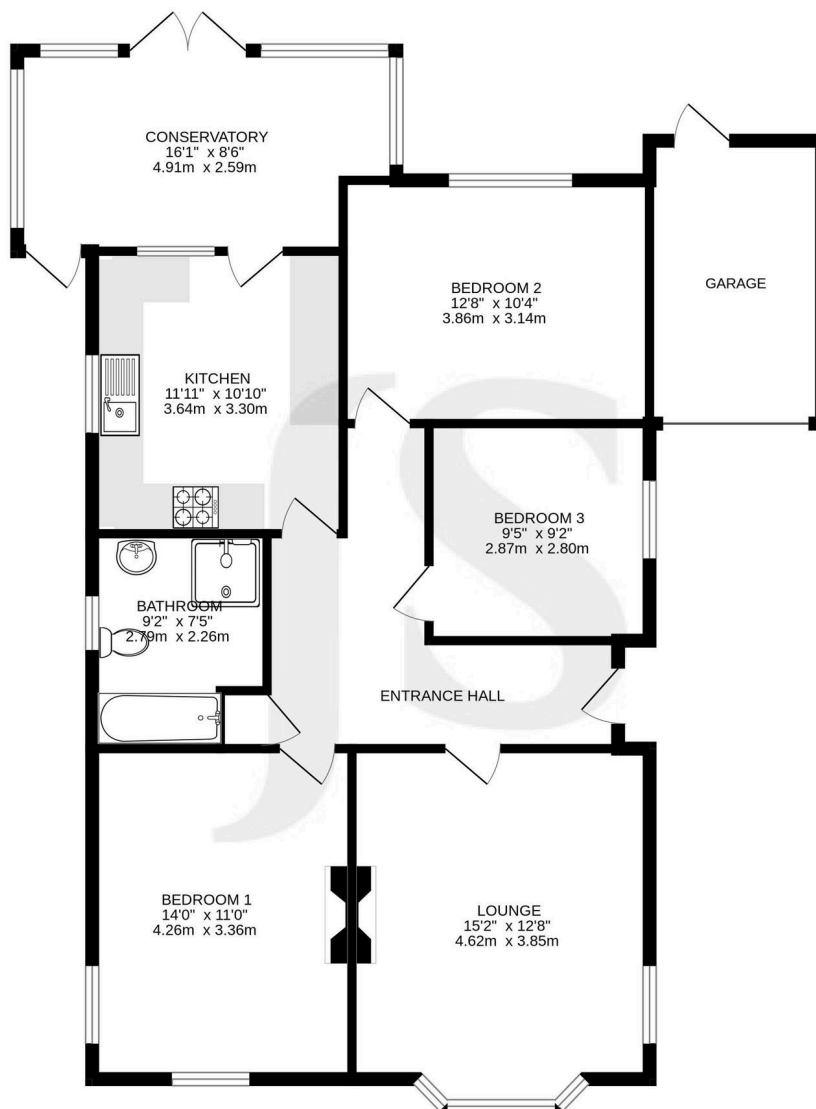 CONSERVATORY
16'1" x 8'6"
4.91m x 2.59m
BEDROOM 2
12'8" x 10'4"
3.86m x 3.14m
GARAGE
KITCHEN
11'11" x 10'10"
3.64m x 3.30m
BEDROOM 3
9'5" x 9'2"
2.87m x 2.80m
BATHROOM
9'2" x 7'5"
2.79m x 2.26m
ENTRANCE HALL
BEDROOM 1
14'0" x 11'0"
4.26m x 3.36m
LOUNGE
15'2" x 12'8"
4.62m x 3.85m
JS